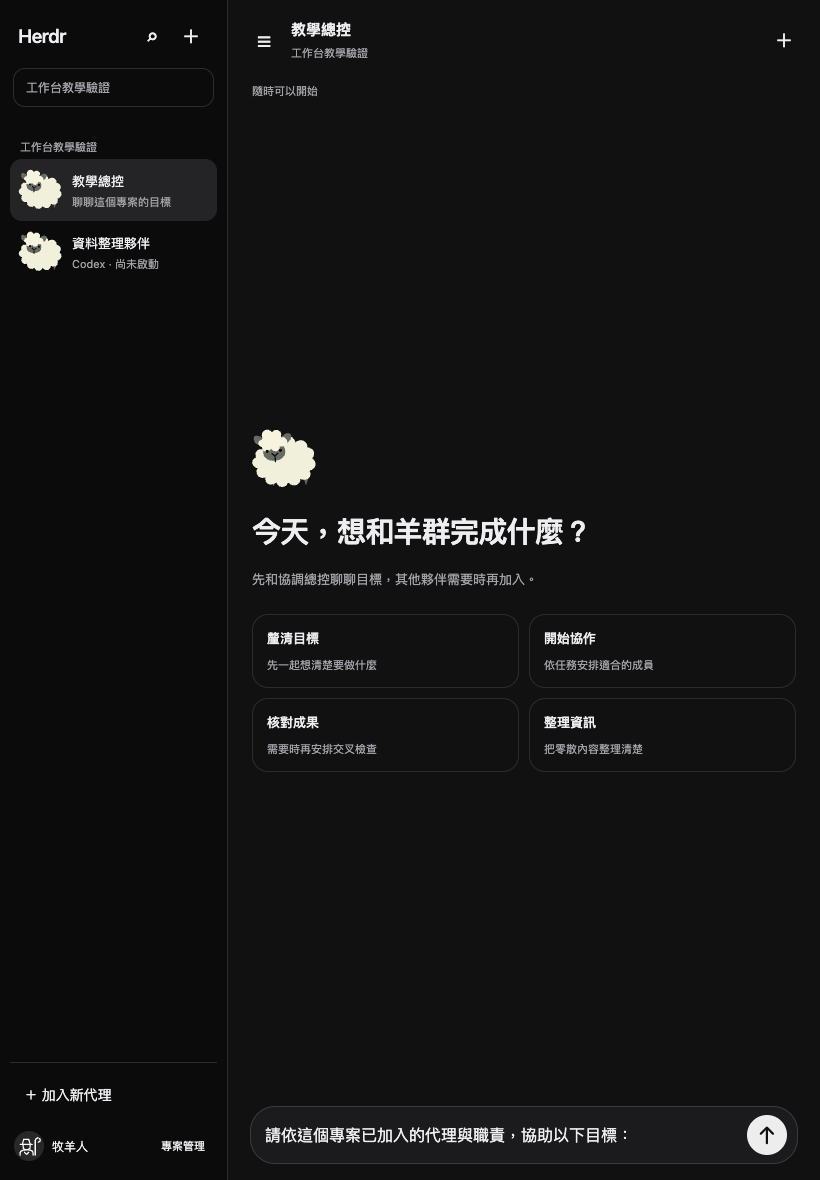 Herdr
工作台教學驗證
工作台教學驗證
教學總控
聊聊這個專案的目標
資料整理夥伴
Codex · 尚未啟動
+ 加入新代理
牧羊人
專案管理
教學總控
工作台教學驗證
隨時可以開始
今天，想和羊群完成什麼？
先和協調總控聊聊目標，其他夥伴需要時再加入。
釐清目標
先一起想清楚要做什麼
開始協作
依任務安排適合的成員
核對成果
需要時再安排交叉檢查
整理資訊
把零散內容整理清楚
請依這個專案已加入的代理與職責，協助以下目標：